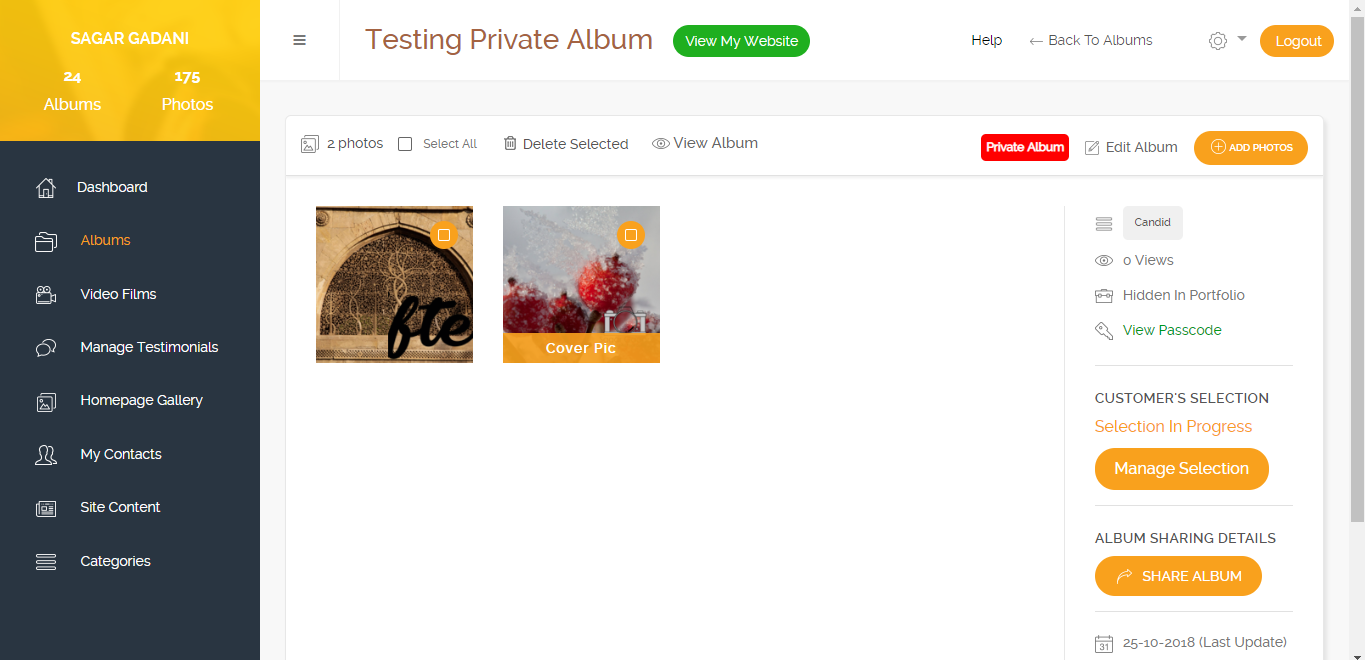 SAGAR GADANI
24 175
Albums Photos
Dashboard
Albums
Video Films
Manage Testimonials
Homepage Gallery
My Contacts
Site Content
Categories
Testing Private Album View My Website Help ← Back To Albums Logout
2 photos Select All Delete Selected View Album Private Album Edit Album ADD PHOTOS
fte
Cover Pic
Candid
0 Views
Hidden In Portfolio
View Passcode
CUSTOMER'S SELECTION
Selection In Progress
Manage Selection
ALBUM SHARING DETAILS
SHARE ALBUM
31 25-10-2018 (Last Update)